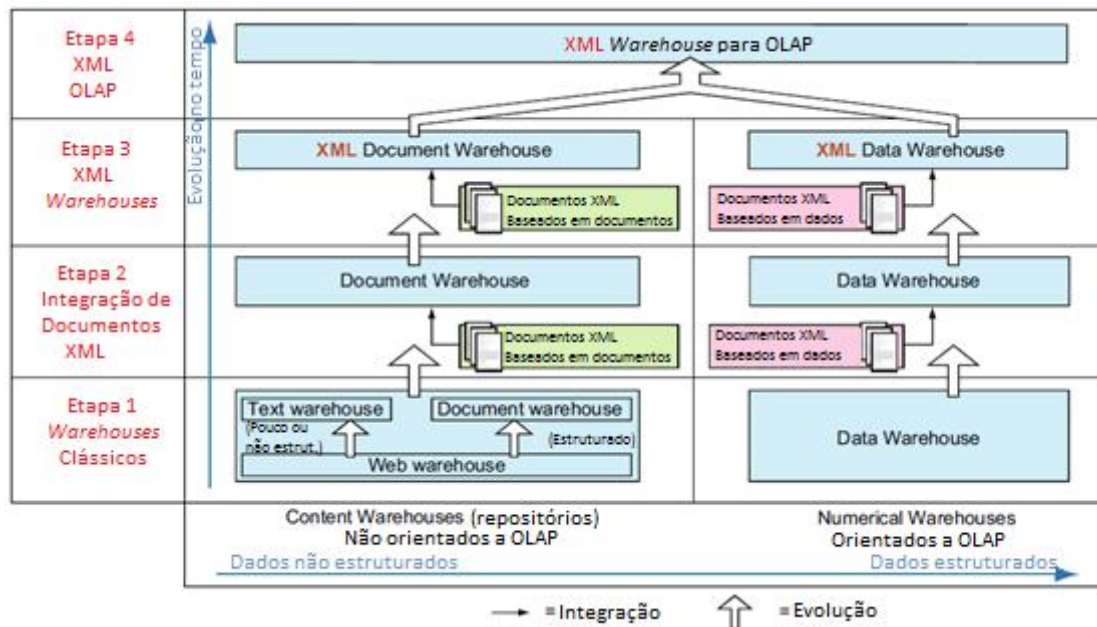 Etapa 4
XML
OLAP
Evolução no tempo
XML Warehouse para OLAP
Etapa 3
XML
Warehouses
XML Document Warehouse
XML Data Warehouse
Documentos XML
Baseados em documentos
Documentos XML
Baseados em dados
Etapa 2
Integração de
Documentos
XML
Document Warehouse
Data Warehouse
Documentos XML
Baseados em documentos
Documentos XML
Baseados em dados
Etapa 1
Warehouses
Clássicos
Text warehouse
(Pouco ou
não estrut.)
Document warehouse
(Estruturado)
Web warehouse
Data Warehouse
Content Warehouses (repositórios)
Não orientados a OLAP
Numerical Warehouses
Orientados a OLAP
Dados não estruturados
Dados estruturados
=Integração
=Evolução